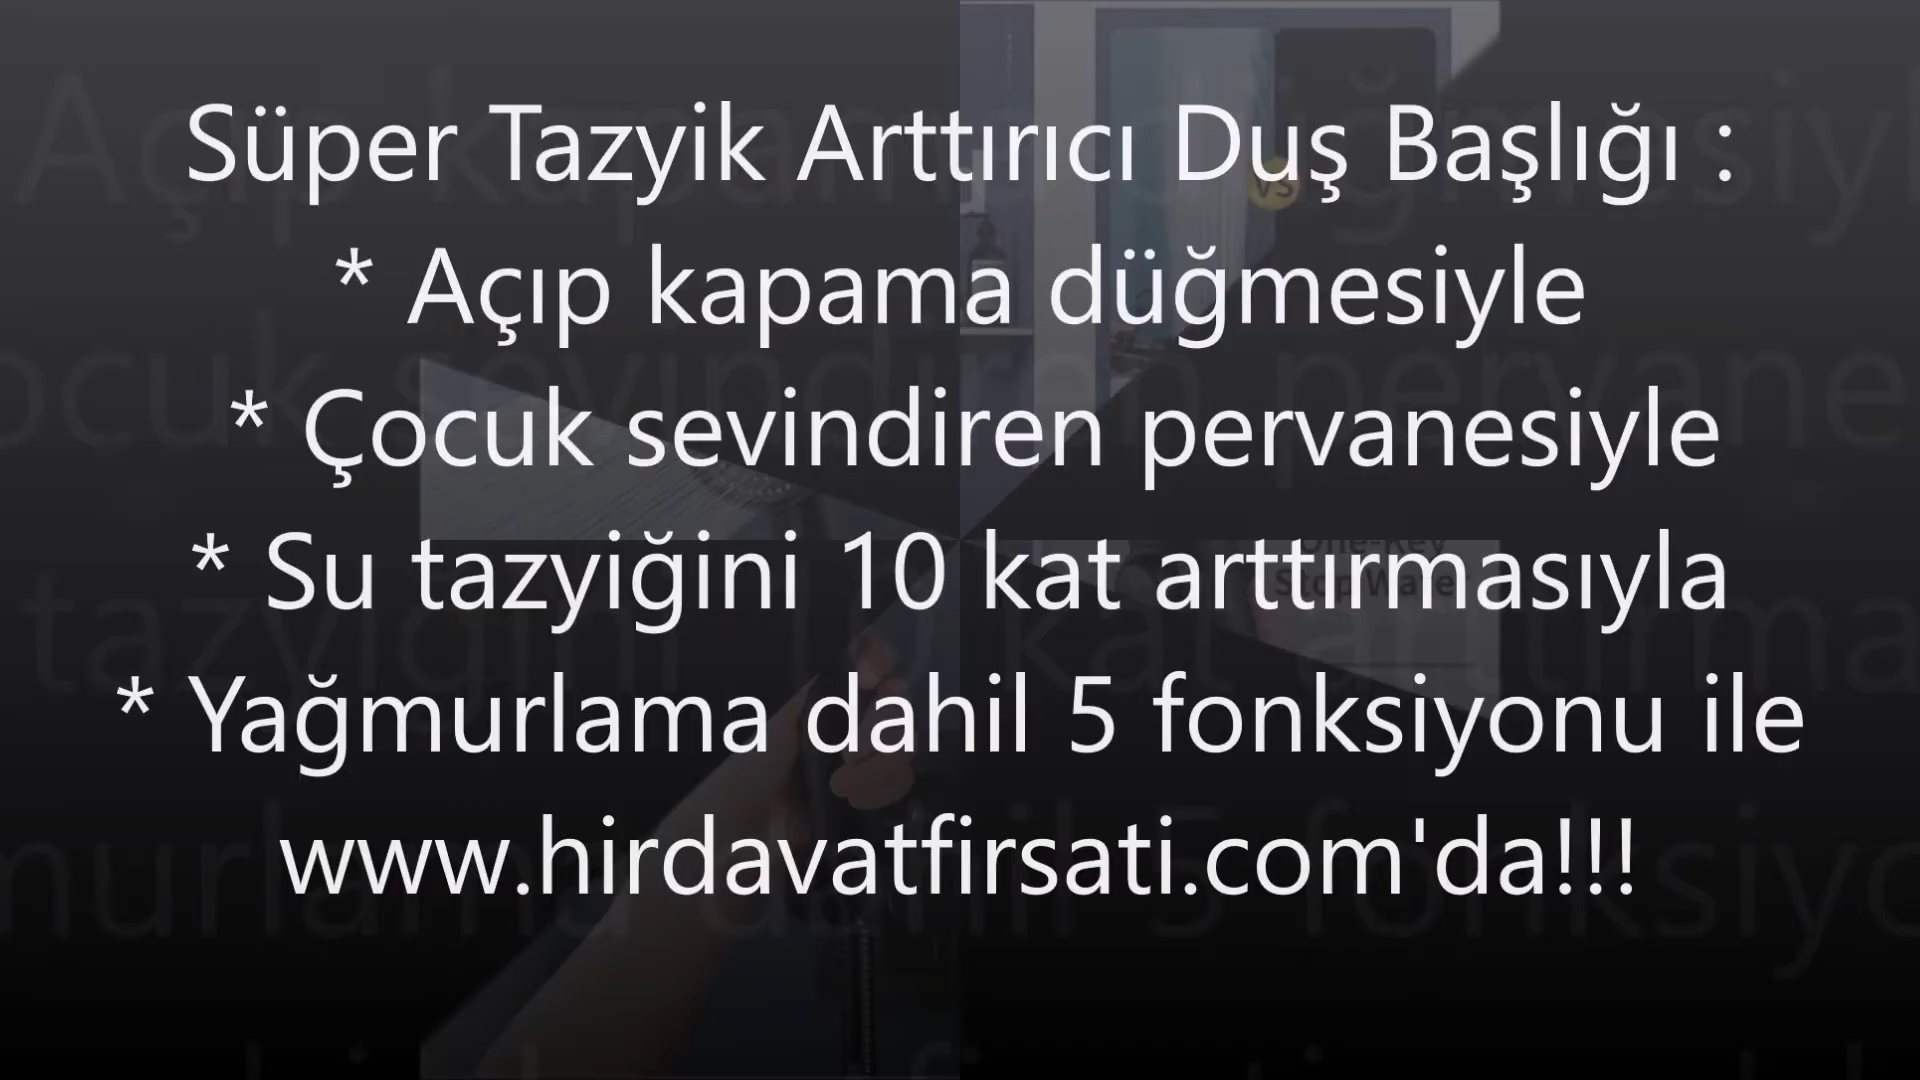 Süper Tazyik Arttırıcı Duş Başlığı :
* Açıp kapama düğmesiyle
* Çocuk sevindiren pervanesiyle
* Su tazyiğini 10 kat arttırmasıyla
* Yağmurlama dahil 5 fonksiyonu ile
www.hirdavatfirsati.com'da!!!
VS